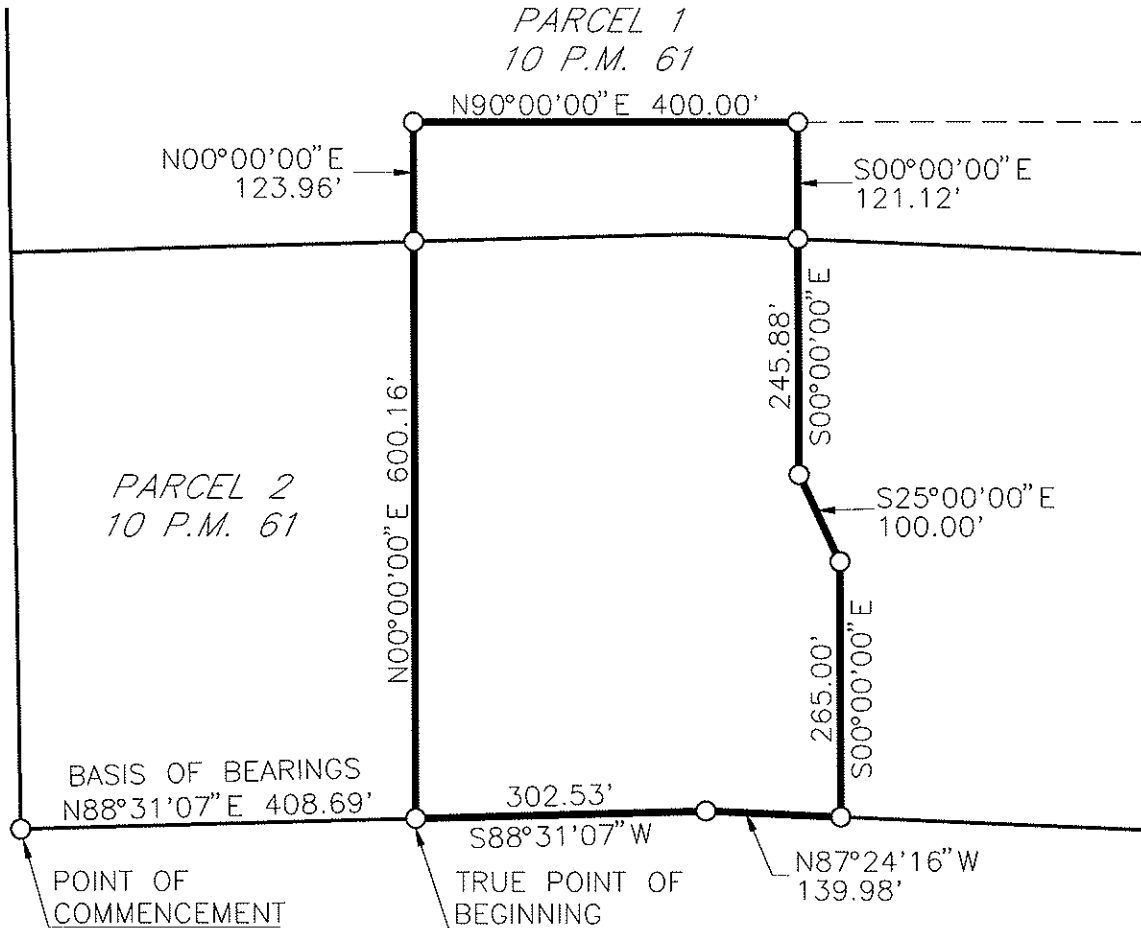 PARCEL 1
10 P.M. 61
N90°00'00"E 400.00'
N00°00'00"E
123.96'
S00°00'00"E
121.12'
245.88'
S00°00'00"E
N00°00'00"E 600.16'
PARCEL 2
10 P.M. 61
S25°00'00"E
100.00'
265.00'
S00°00'00"E
BASIS OF BEARINGS
N88°31'07"E 408.69'
302.53'
S88°31'07"W
N87°24'16"W
139.98'
POINT OF
COMMENCEMENT
TRUE POINT OF
BEGINNING